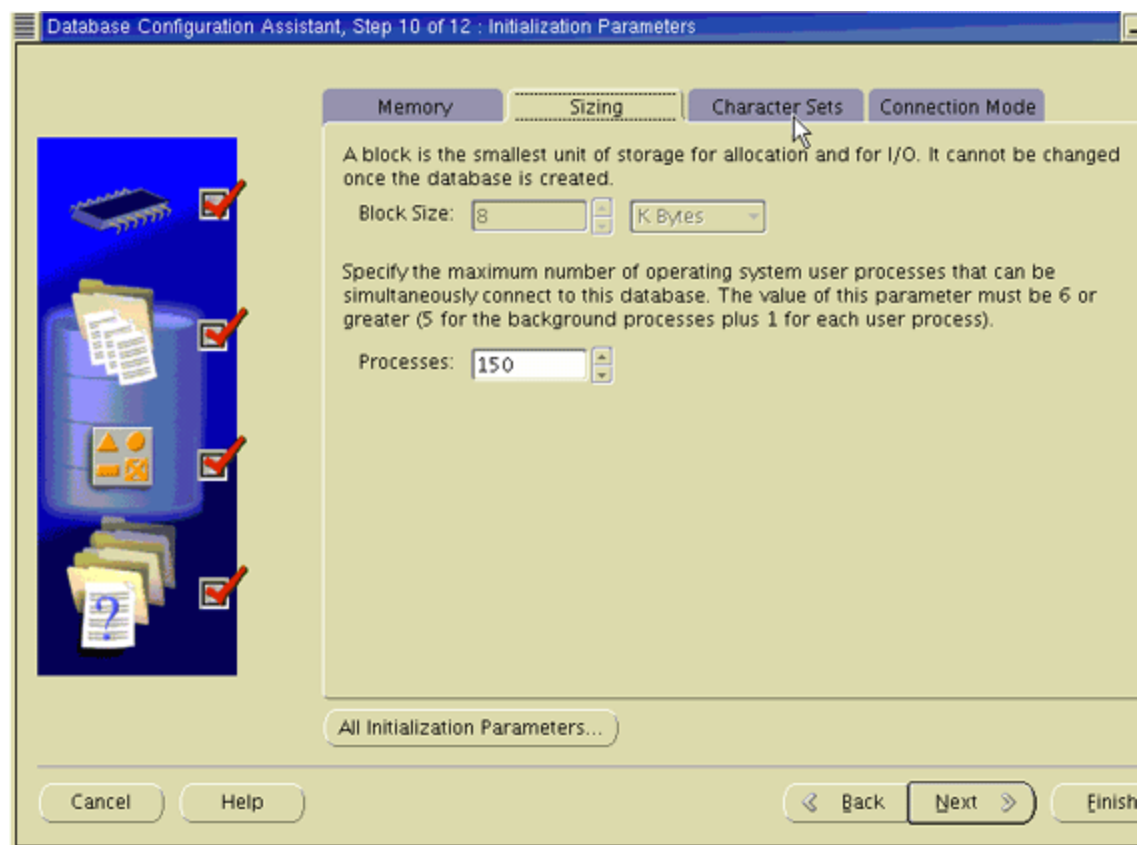 Database Configuration Assistant, Step 10 of 12 : Initialization Parameters
Memory
Sizing
Character Sets
Connection Mode
A block is the smallest unit of storage for allocation and for I/O. It cannot be changed
once the database is created.
Block Size: 8 K Bytes
Specify the maximum number of operating system user processes that can be
simultaneously connect to this database. The value of this parameter must be 6 or
greater (5 for the background processes plus 1 for each user process).
Processes: 150
?
All Initialization Parameters...
Cancel
Help
Back
Next
Finish